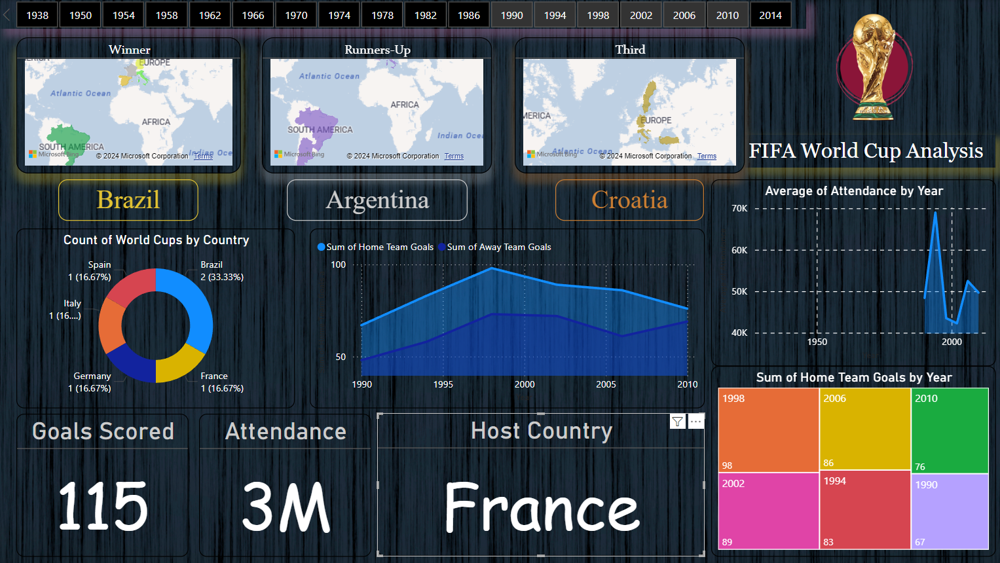 1938 1950 1954 1958 1962 1966 1970 1974 1978 1982 1986 1990 1994 1998 2002 2006 2010 2014
Winner
EUROPE
Atlantic Ocean
AFRICA
SOUTH AMERICA
Microsoft Bing
© 2024 Microsoft Corporation Terms
Runners-Up
Atlantic Ocean
AFRICA
SOUTH AMERICA
Indian Oce
Microsoft Bing
© 2024 Microsoft Corporation Terms
Third
MERICA
EUROPE
Atlantic Ocean
Microsoft Bing
© 2024 Microsoft Corporation Terms
WORLD CUP
FIFA World Cup Analysis
Brazil
Argentina
Croatia
Count of World Cups by Country
Spain
1 (16.67%)
Brazil
2 (33.33%)
Italy
1 (16....)
Germany
1 (16.67%)
France
1 (16.67%)
Sum of Home Team Goals Sum of Away Team Goals
100
50
1990 1995 2000 2005 2010
Average of Attendance by Year
70K
60K
50K
40K
1950 2000
Goals Scored
115
Attendance
3M
Host Country
France
Sum of Home Team Goals by Year
1998
98
2006
86
2010
76
2002
89
1994
83
1990
67